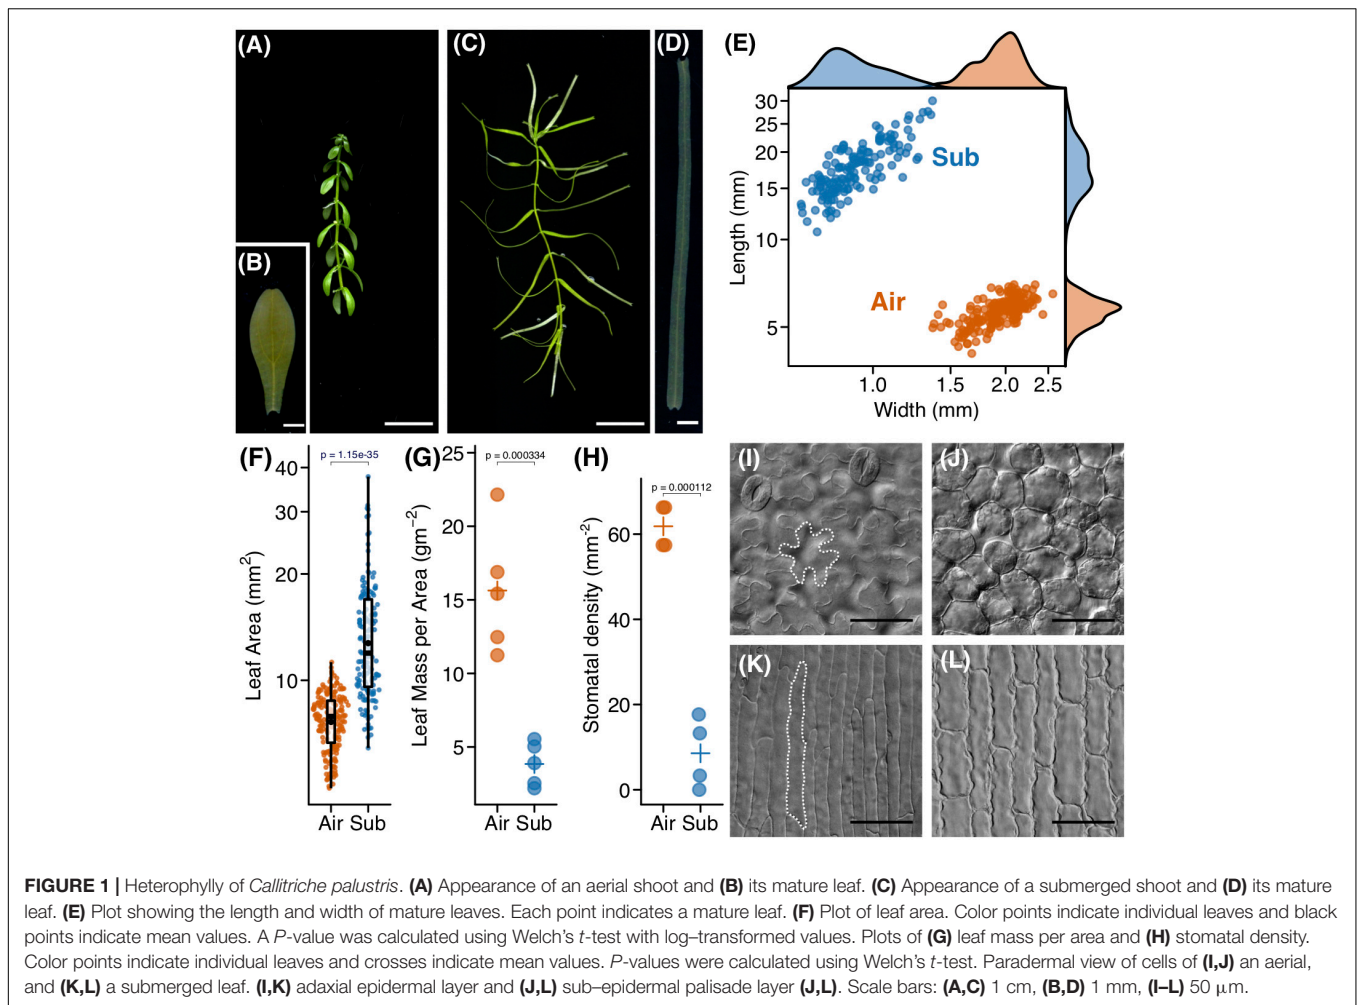 (A)
(B)
(C)
(D)
(E)
30
25
20
15
10
5
Length (mm)
Sub
Air
1.0 1.5 2.0 2.5
Width (mm)
(F)
p = 1.15e-35
40
30
20
10
Leaf Area (mm²)
Air Sub
(G)
p = 0.000334
25
20
15
10
5
Leaf Mass per Area (gm⁻²)
Air Sub
(H)
p = 0.000112
60
40
20
0
Stomatal density (mm⁻²)
Air Sub
(I)
(J)
(K)
(L)
FIGURE 1 | Heterophylly of Callitriche palustris. (A) Appearance of an aerial shoot and (B) its mature leaf. (C) Appearance of a submerged shoot and (D) its mature
leaf. (E) Plot showing the length and width of mature leaves. Each point indicates a mature leaf. (F) Plot of leaf area. Color points indicate individual leaves and black
points indicate mean values. A P-value was calculated using Welch's t-test with log–transformed values. Plots of (G) leaf mass per area and (H) stomatal density.
Color points indicate individual leaves and crosses indicate mean values. P-values were calculated using Welch's t-test. Paradermal view of cells of (I,J) an aerial,
and (K,L) a submerged leaf. (I,K) adaxial epidermal layer and (J,L) sub–epidermal palisade layer (J,L). Scale bars: (A,C) 1 cm, (B,D) 1 mm, (I–L) 50 μm.